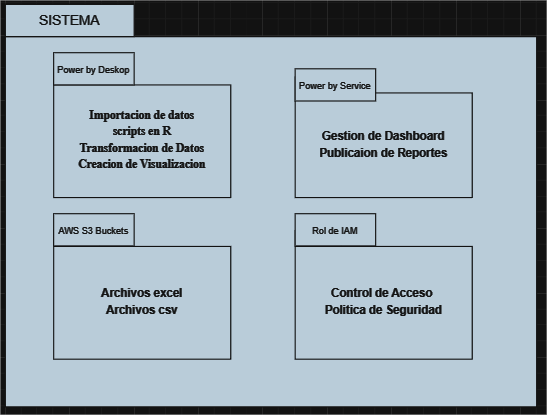 SISTEMA
Power by Deskop
Importacion de datos
scripts en R
Transformacion de Datos
Creacion de Visualizacion
Power by Service
Gestion de Dashboard
Publicaion de Reportes
AWS S3 Buckets
Archivos excel
Archivos csv
Rol de IAM
Control de Acceso
Politica de Seguridad